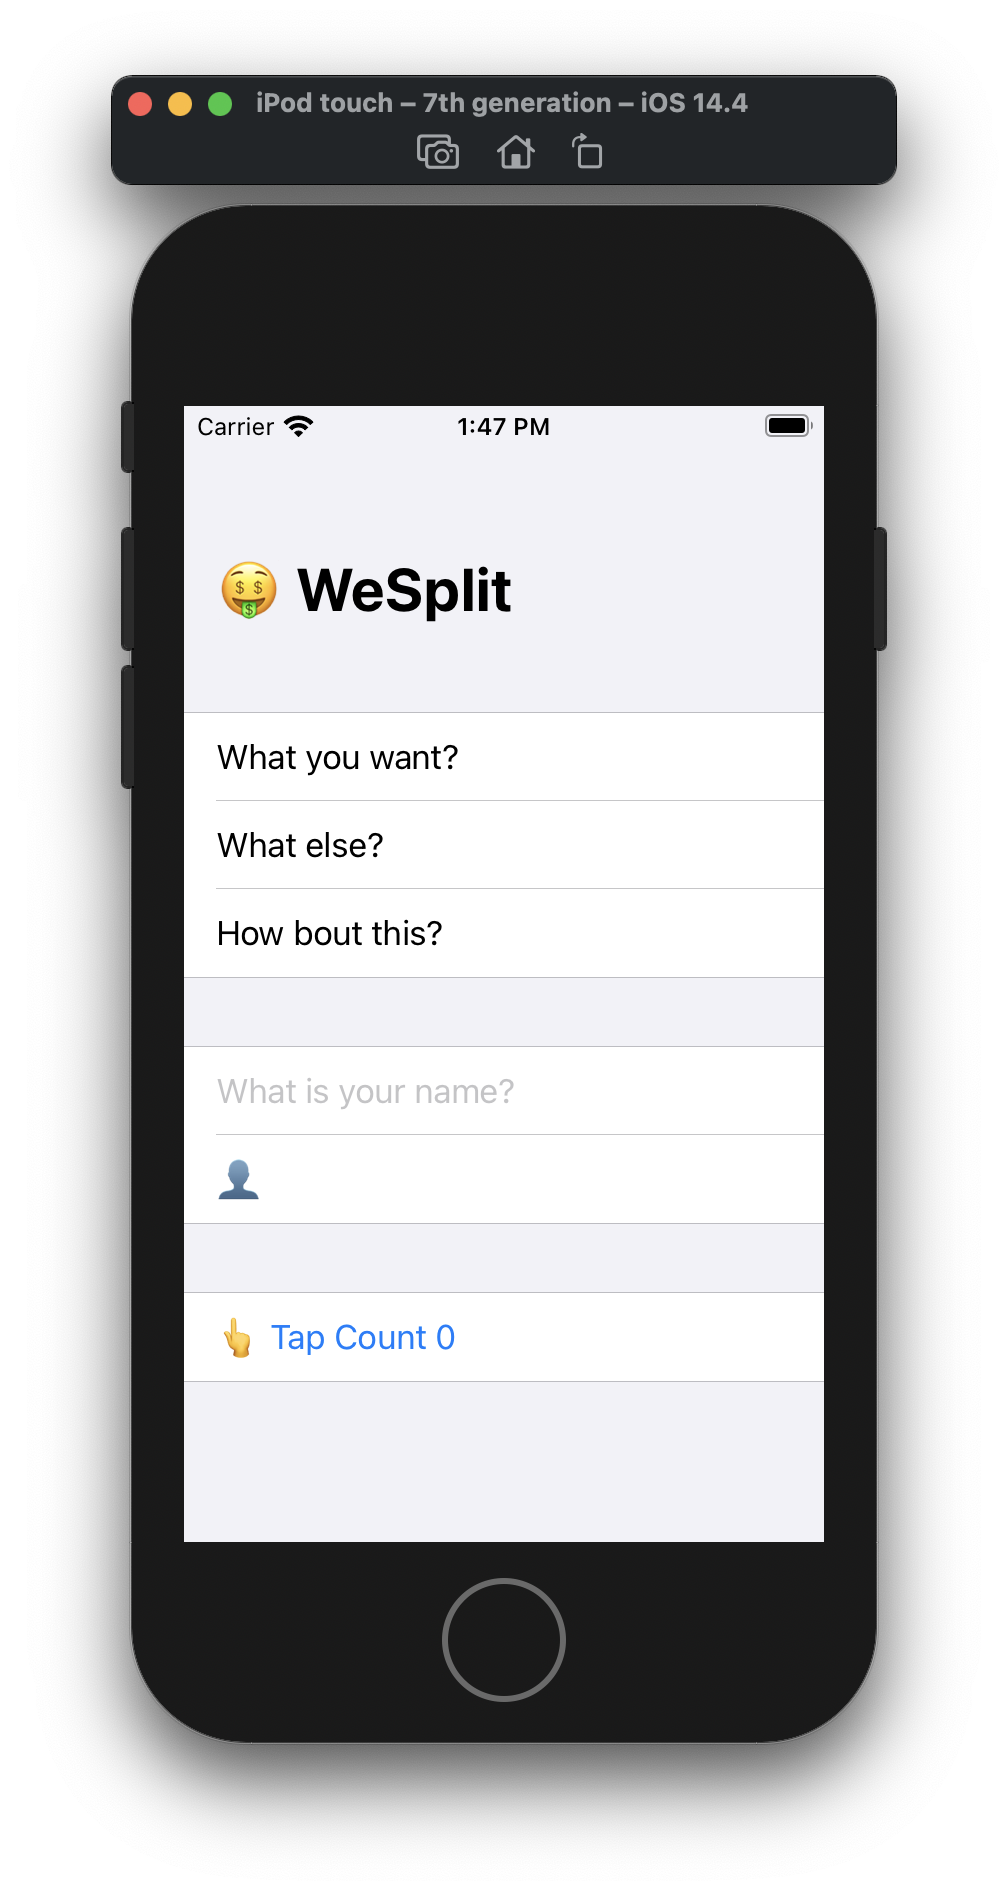 iPod touch – 7th generation – iOS 14.4
Carrier 1:47 PM
🤑 WeSplit
What you want?
What else?
How bout this?
What is your name?
👤
👆 Tap Count 0